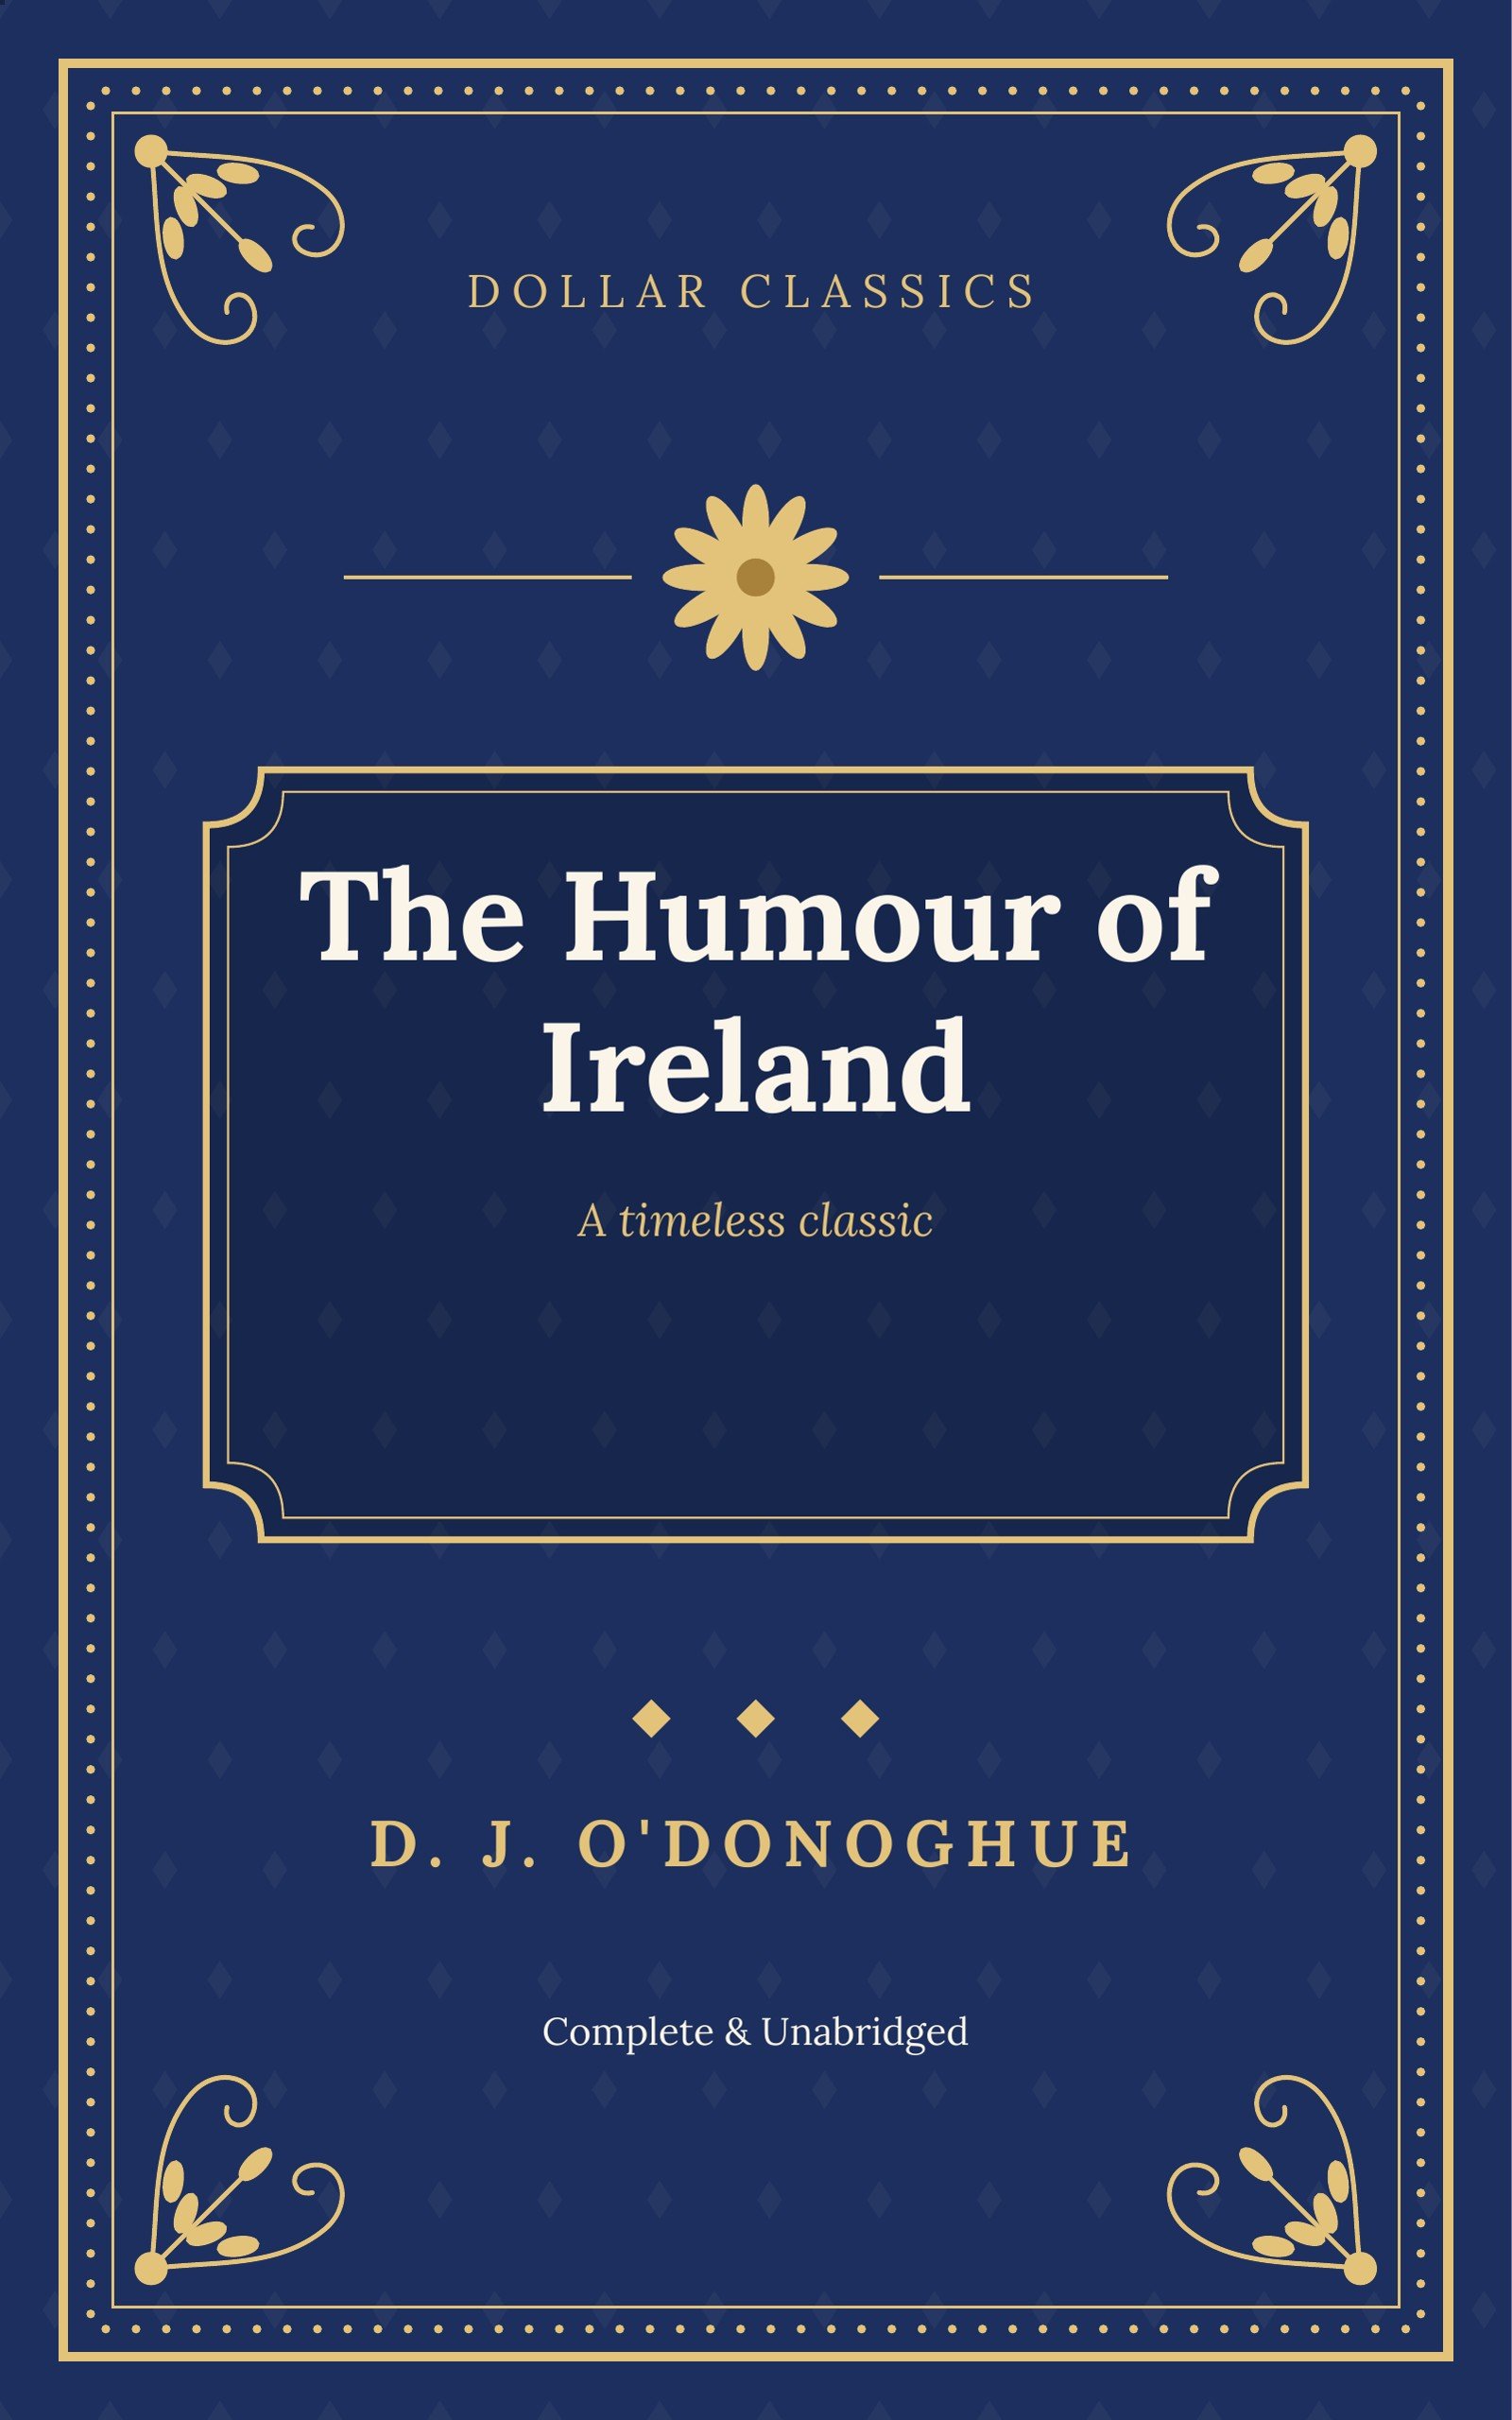 DOLLAR CLASSICS
The Humour of
Ireland
A timeless classic
D. J. O'DONOGHUE
Complete & Unabridged